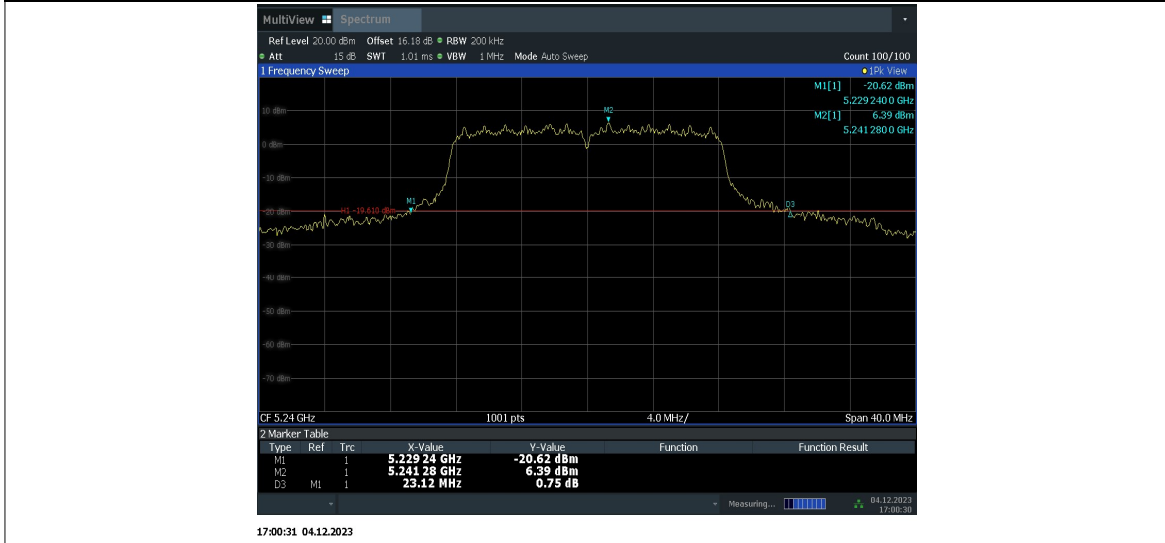 MultiView Spectrum
Ref Level 20.00 dBm Offset 16.18 dB RBW 200 kHz
Att 15 dB SWT 1.01 ms VBW 1 MHz Mode Auto Sweep Count 100/100
1 Frequency Sweep 1Pk View
M1[1] -20.62 dBm
5.229 240 0 GHz
M2[1] 6.39 dBm
5.241 280 0 GHz
10 dBm
M2
0 dBm
-10 dBm
M1
D3
-20 dBm H1 -19.610 dBm
-30 dBm
-40 dBm
-50 dBm
-60 dBm
-70 dBm
CF 5.24 GHz 1001 pts 4.0 MHz/ Span 40.0 MHz
2 Marker Table
Type Ref Trc X-Value Y-Value Function Function Result
M1 1 5.229 24 GHz -20.62 dBm
M2 1 5.241 28 GHz 6.39 dBm
D3 M1 1 23.12 MHz 0.75 dB
Measuring... 04.12.2023
17:00:30
17:00:31 04.12.2023